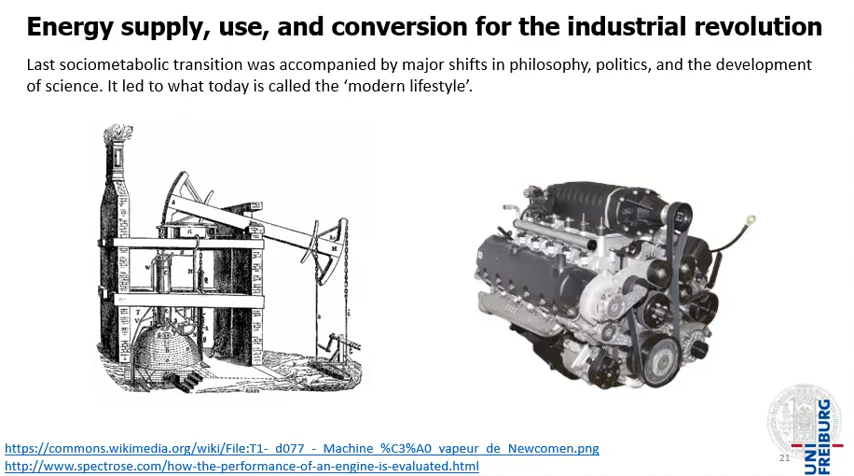 Energy supply, use, and conversion for the industrial revolution
Last sociometabolic transition was accompanied by major shifts in philosophy, politics, and the development
of science. It led to what today is called the ‘modern lifestyle’.
https://commons.wikimedia.org/wiki/File:T1-_d077_-_Machine_%C3%A0_vapeur_de_Newcomen.png
http://www.spectrose.com/how-the-performance-of-an-engine-is-evaluated.html
21
UNI
FREIBURG